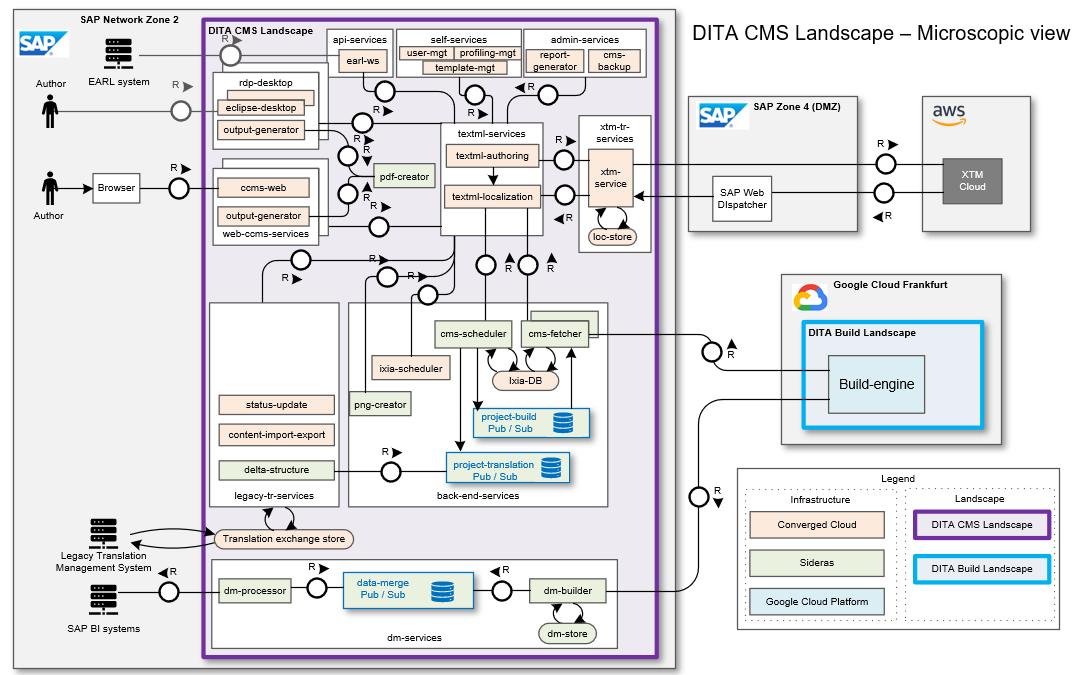 DITA CMS Landscape – Microscopic view
SAP Network Zone 2
SAP
EARL system
Author
R
R
Author
Browser
R
DITA CMS Landscape
R
api-services
earl-ws
self-services
user-mgt
profiling-mgt
template-mgt
admin-services
report-
generator
cms-
backup
R
R
R
rdp-desktop
eclipse-desktop
output-generator
R
R
pdf-creator
R
ccms-web
output-generator
web-ccms-services
R
textml-services
textml-authoring
textml-localization
R
R
xtm-tr-
services
xtm-
service
loc-store
SAP
SAP Zone 4 (DMZ)
SAP Web
DIspatcher
R
R
aws
XTM
Cloud
R
R
R
R
R
cms-scheduler
cms-fetcher
Ixia-DB
ixia-scheduler
png-creator
project-build
Pub / Sub
project-translation
Pub / Sub
back-end-services
status-update
content-import-export
delta-structure
legacy-tr-services
R
Translation exchange store
Legacy Translation
Management System
R
SAP BI systems
dm-processor
R
data-merge
Pub / Sub
R
dm-builder
dm-store
dm-services
R
R
Google Cloud Frankfurt
DITA Build Landscape
Build-engine
Legend
Infrastructure
Converged Cloud
Sideras
Google Cloud Platform
Landscape
DITA CMS Landscape
DITA Build Landscape